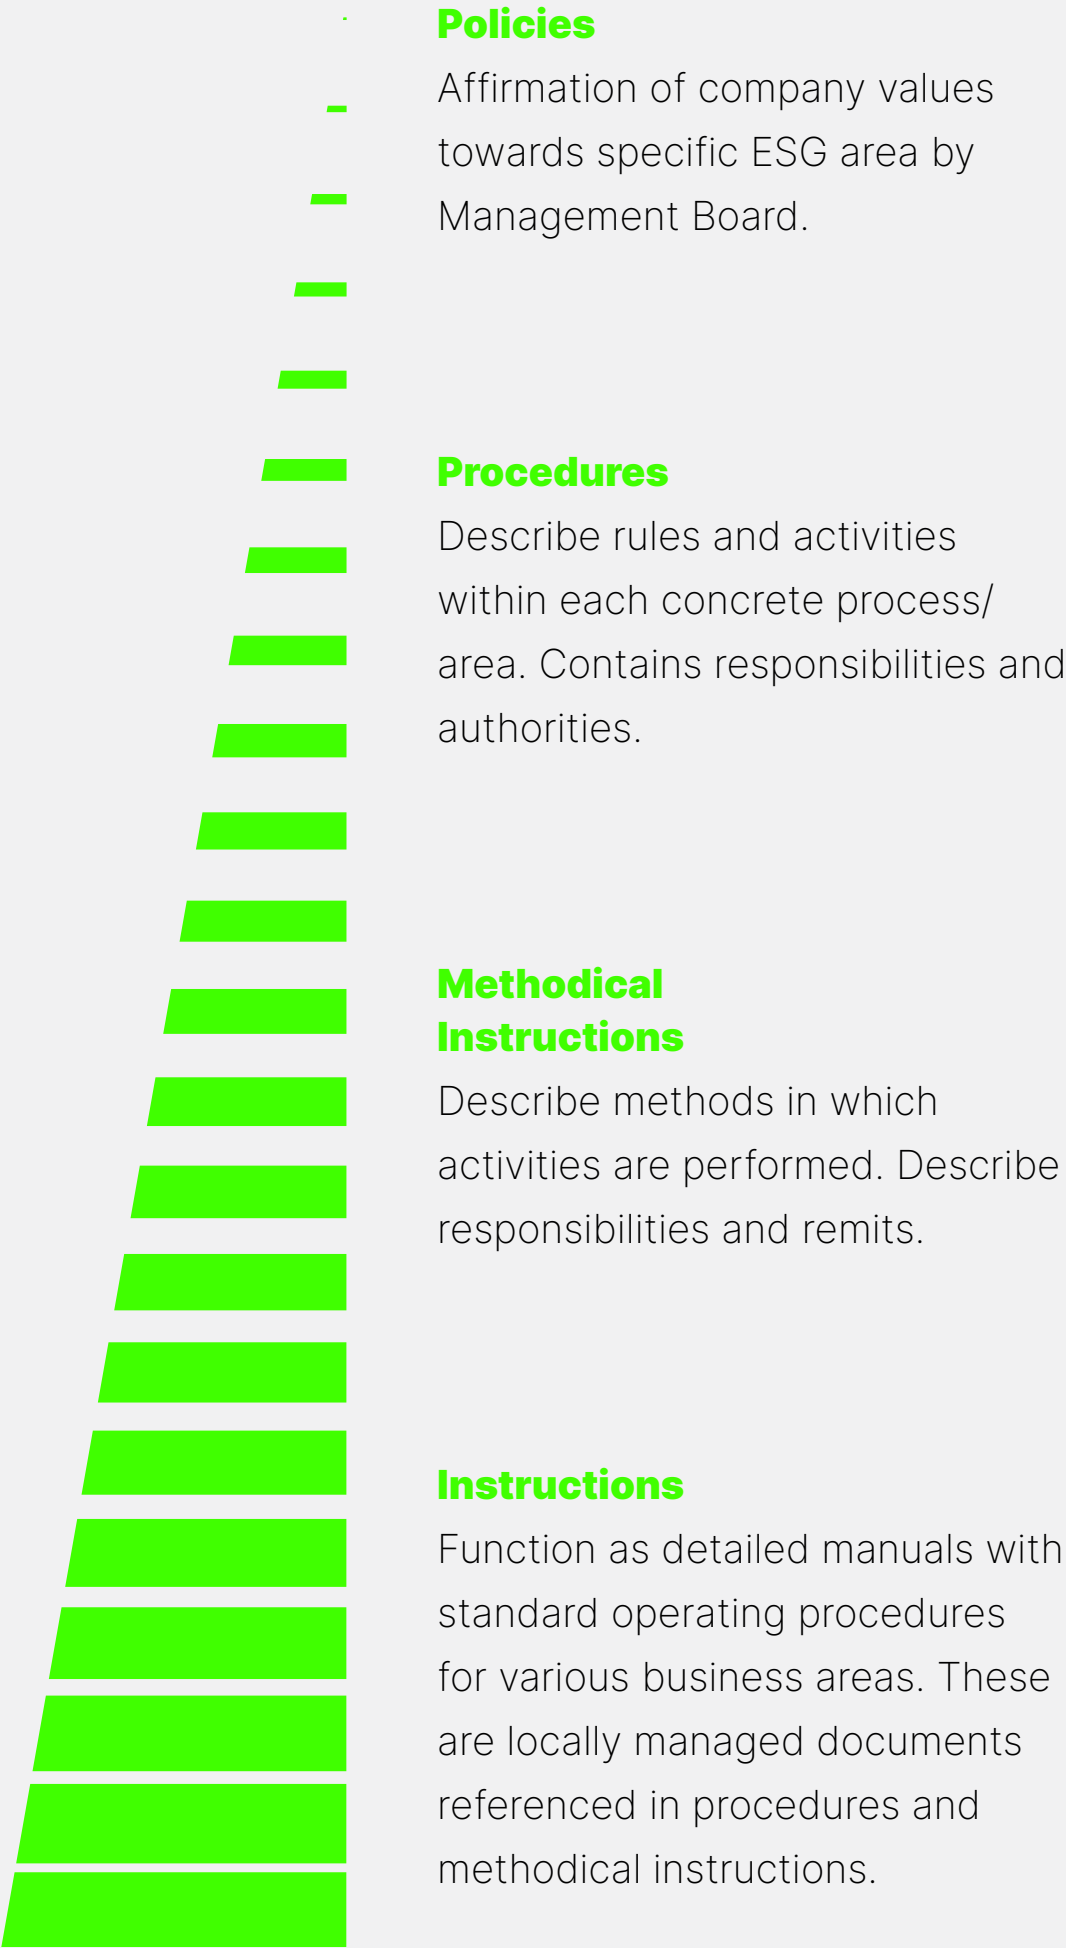 Policies
Affirmation of company values
towards specific ESG area by
Management Board.
Procedures
Describe rules and activities
within each concrete process/
area. Contains responsibilities and
authorities.
Methodical
Instructions
Describe methods in which
activities are performed. Describe
responsibilities and remits.
Instructions
Function as detailed manuals with
standard operating procedures
for various business areas. These
are locally managed documents
referenced in procedures and
methodical instructions.